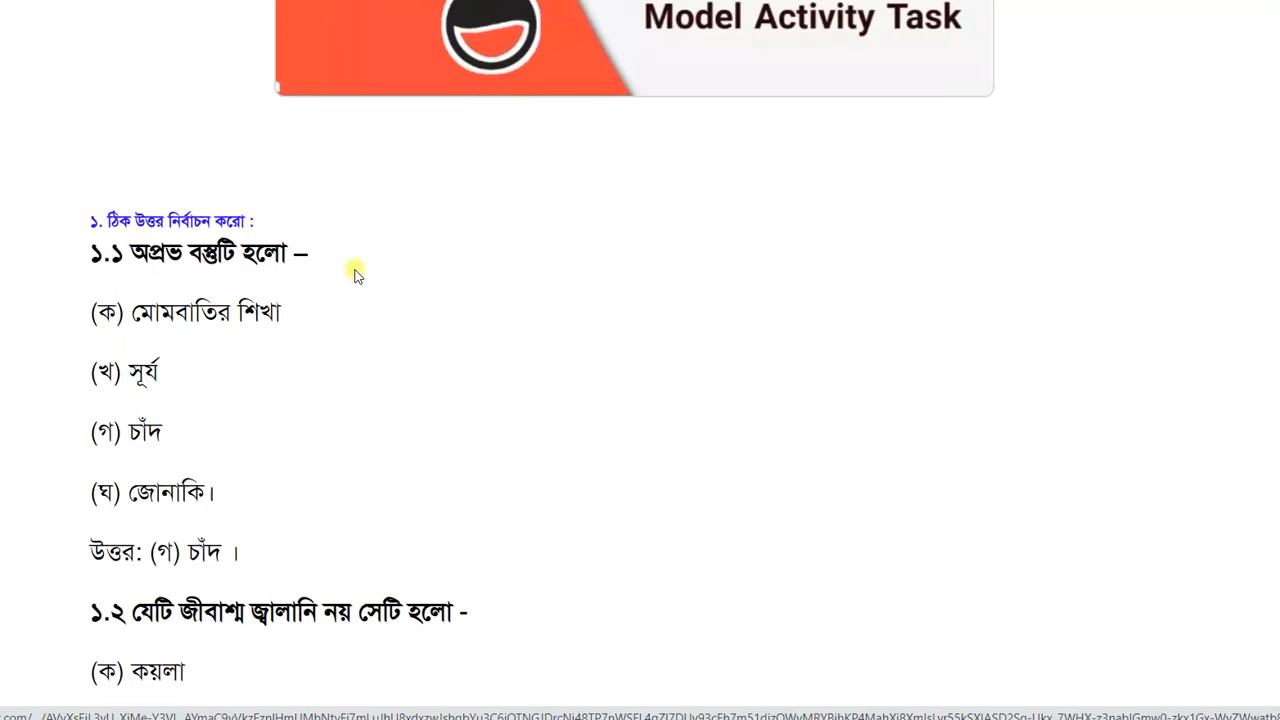 Model Activity Task
১. ঠিক উত্তর নির্বাচন করো :
১.১ অপ্রভ বস্তুটি হলো –
(ক) মোমবাতির শিখা
(খ) সূর্য
(গ) চাঁদ
(ঘ) জোনাকি।
উত্তর: (গ) চাঁদ ।
১.২ যেটি জীবাশ্ম জ্বালানি নয় সেটি হলো -
(ক) কয়লা